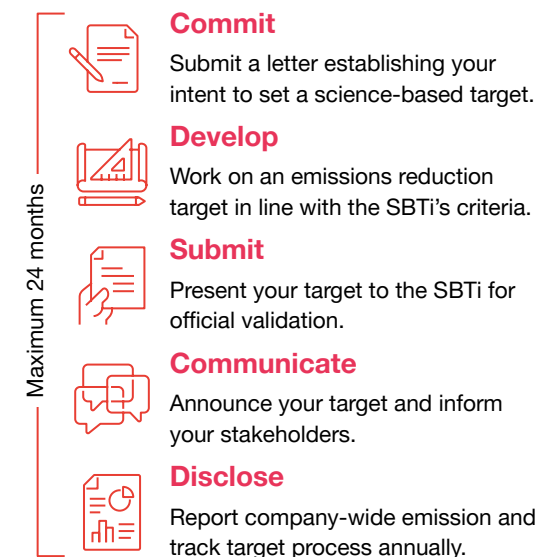 Maximum 24 months
Commit
Submit a letter establishing your
intent to set a science-based target.
Develop
Work on an emissions reduction
target in line with the SBTi’s criteria.
Submit
Present your target to the SBTi for
official validation.
Communicate
Announce your target and inform
your stakeholders.
Disclose
Report company-wide emission and
track target process annually.